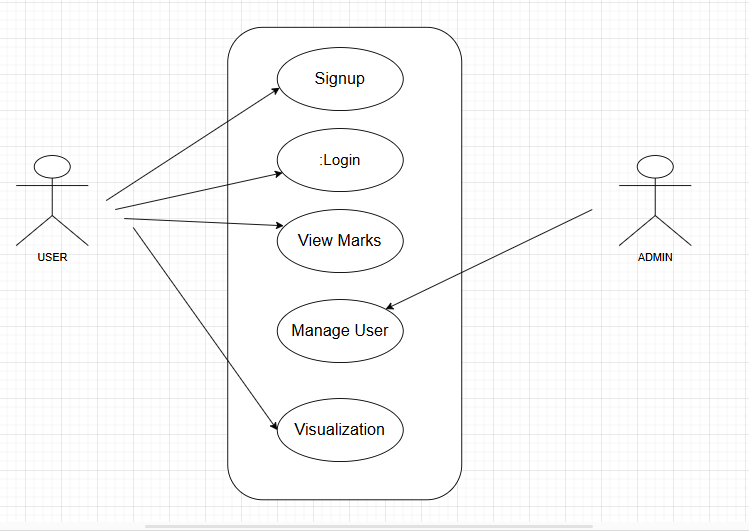 Signup
:Login
View Marks
USER
ADMIN
Manage User
Visualization